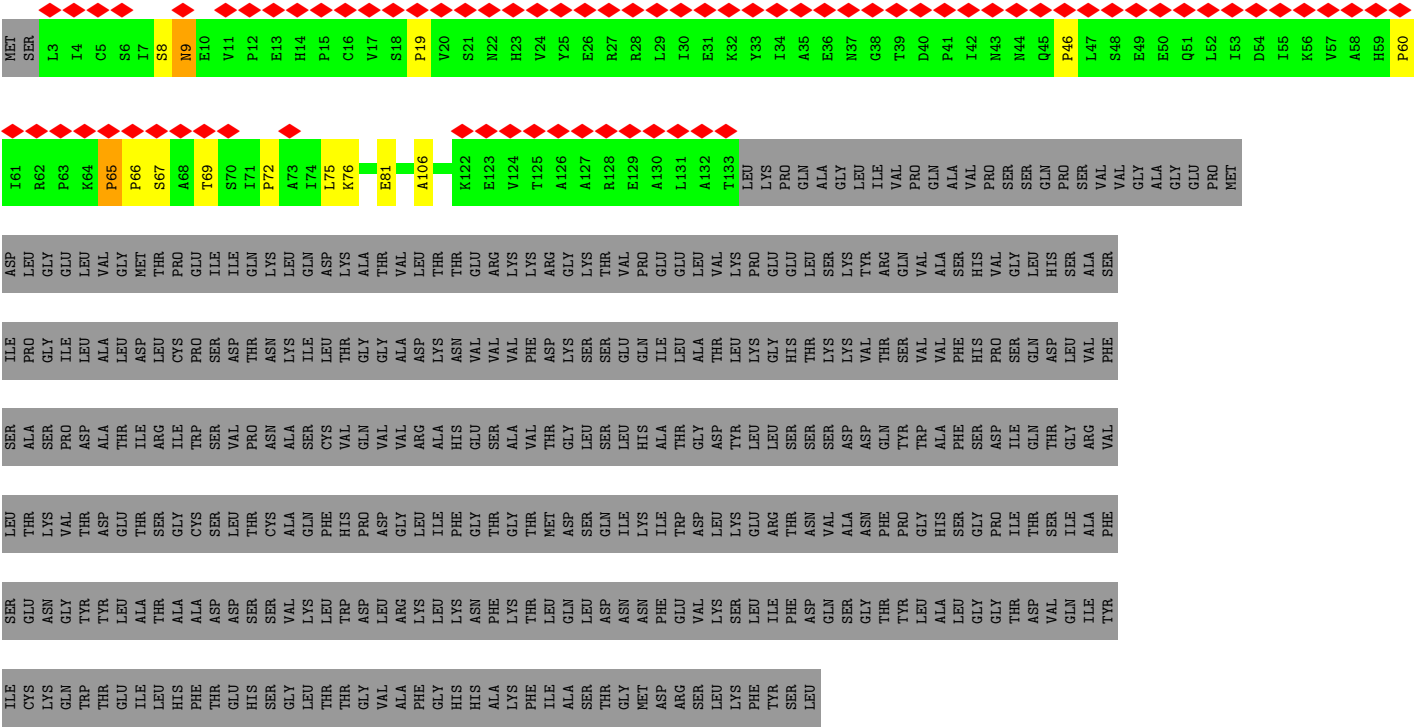 MET SER L3 I4 C5 S6 I7 S8 N9 E10 V11 P12 E13 H14 P15 C16 V17 S18 P19 V20 S21 N22 H23 V24 Y25 E26 R27 R28 L29 I30 E31 K32 Y33 I34 A35 E36 N37 G38 T39 D40 P41 I42 N43 N44 Q45 P46 L47 S48 E49 E50 Q51 L52 I53 D54 I55 K56 V57 A58 H59 P60
I61 R62 P63 K64 P65 P66 S67 A68 T69 S70 I71 P72 A73 I74 L75 K76 E81 A106 K122 E123 V124 T125 A126 A127 R128 E129 A130 L131 A132 T133 LEU LYS PRO GLN ALA GLY LEU ILE VAL PRO GLN ALA VAL PRO SER SER GLN PRO SER VAL VAL GLY ALA GLY GLU PRO MET
ASP LEU GLY GLU LEU VAL GLY MET THR PRO GLU ILE ILE GLN LYS LEU GLN ASP LYS ALA THR VAL LEU THR THR GLU ARG LYS LYS ARG GLY LYS THR VAL PRO GLU GLU LEU VAL LYS PRO GLU GLU LEU SER LYS TYR ARG GLN VAL ALA SER HIS VAL GLY LEU HIS SER ALA SER
ILE PRO GLY ILE LEU ALA LEU ASP LEU CYS PRO SER ASP THR ASN LYS ILE LEU THR GLY GLY ALA ASP LYS ASN VAL VAL VAL PHE ASP LYS SER SER GLU GLN ILE LEU ALA THR LEU LYS GLY HIS THR LYS LYS VAL THR SER VAL VAL PHE HIS PRO SER GLN ASP LEU VAL PHE
SER ALA SER PRO ASP ALA THR ILE ARG ILE TRP SER VAL PRO ASN ALA SER CYS VAL GLN VAL VAL ARG ALA HIS GLU SER ALA VAL THR GLY LEU SER LEU HIS ALA THR GLY ASP TYR LEU LEU SER SER SER ASP ASP GLN TYR TRP ALA PHE SER ASP ILE GLN THR GLY ARG VAL
LEU THR LYS VAL THR ASP GLU THR SER GLY CYS SER LEU THR CYS ALA GLN PHE HIS PRO ASP GLY LEU ILE PHE GLY THR GLY THR MET ASP SER GLN ILE LYS ILE TRP ASP LEU LYS GLU ARG THR ASN VAL ALA ASN PHE PRO GLY HIS SER GLY PRO ILE THR SER ILE ALA PHE
SER GLU ASN GLY TYR TYR LEU ALA THR ALA ALA ASP ASP SER SER VAL LYS LEU TRP ASP LEU ARG LYS LEU LYS ASN PHE LYS THR LEU GLN LEU ASP ASN ASN PHE GLU VAL LYS SER LEU ILE PHE ASP GLN SER GLY THR TYR LEU ALA LEU GLY GLY THR ASP VAL GLN ILE TYR
ILE CYS LYS GLN TRP THR GLU ILE LEU HIS PHE THR GLU HIS SER GLY LEU THR THR GLY VAL ALA PHE GLY HIS HIS ALA LYS PHE ILE ALA SER THR GLY MET ASP ARG SER LEU LYS PHE TYR SER LEU